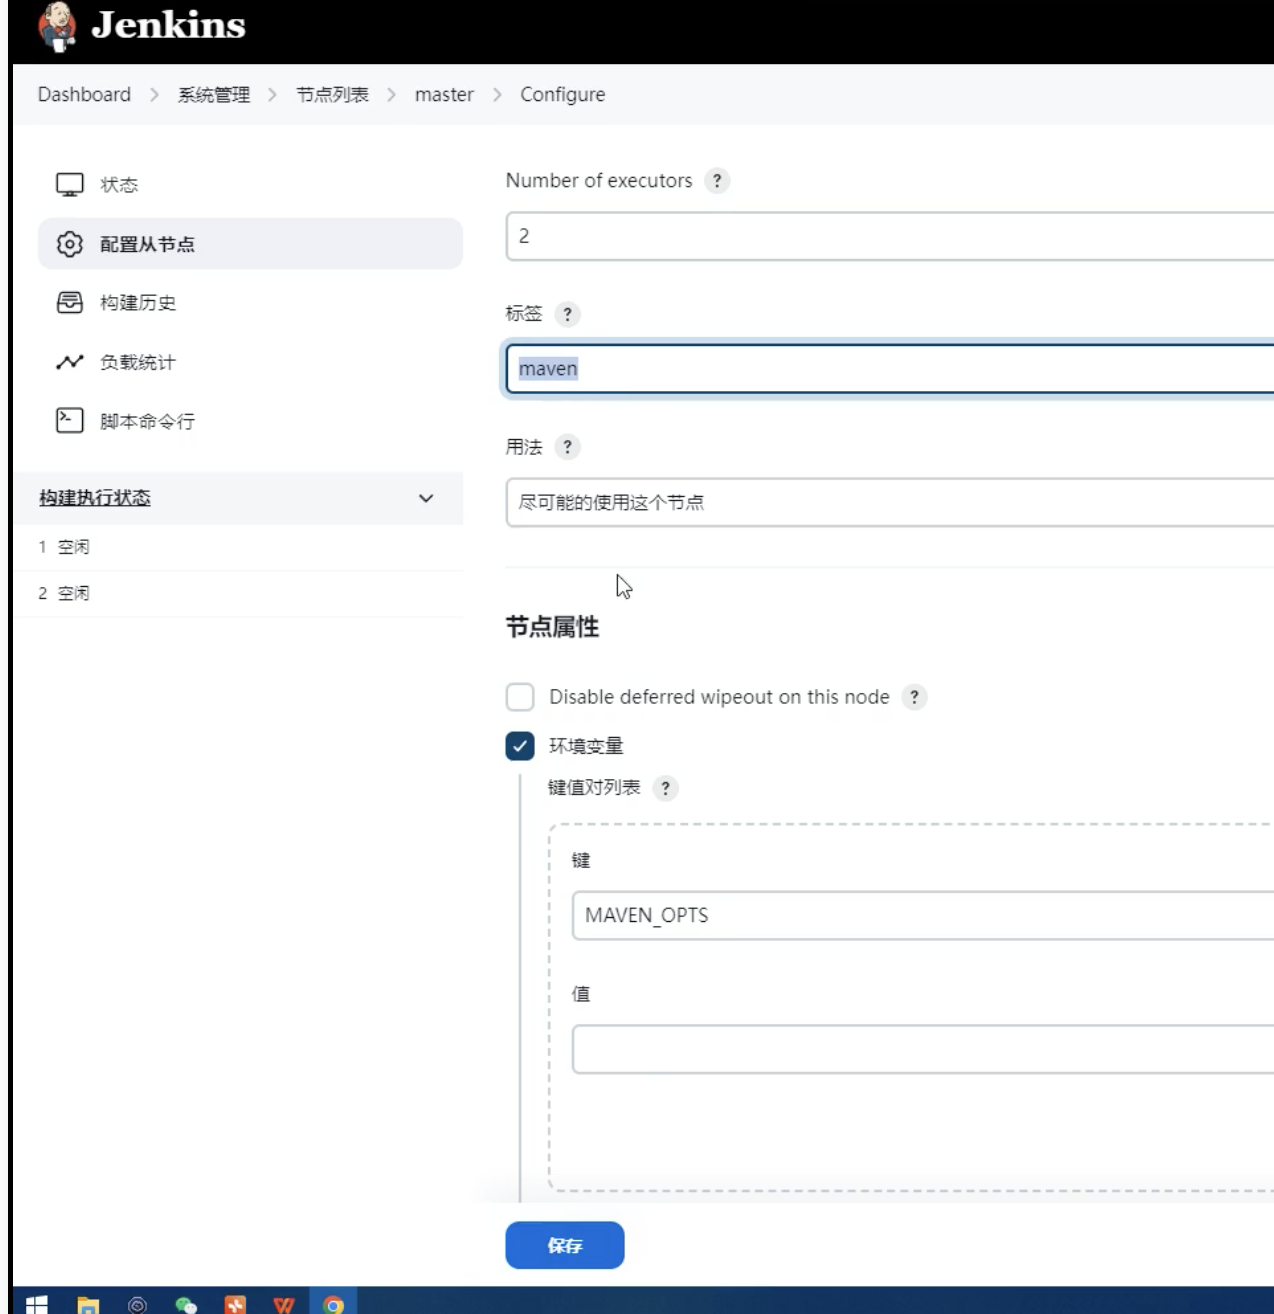 Jenkins
Dashboard > 系统管理 > 节点列表 > master > Configure
状态
配置从节点
构建历史
负载统计
脚本命令行
构建执行状态
1 空闲
2 空闲
Number of executors ?
2
标签 ?
maven
用法 ?
尽可能的使用这个节点
节点属性
Disable deferred wipeout on this node ?
环境变量
键值对列表 ?
键
MAVEN_OPTS
值
保存